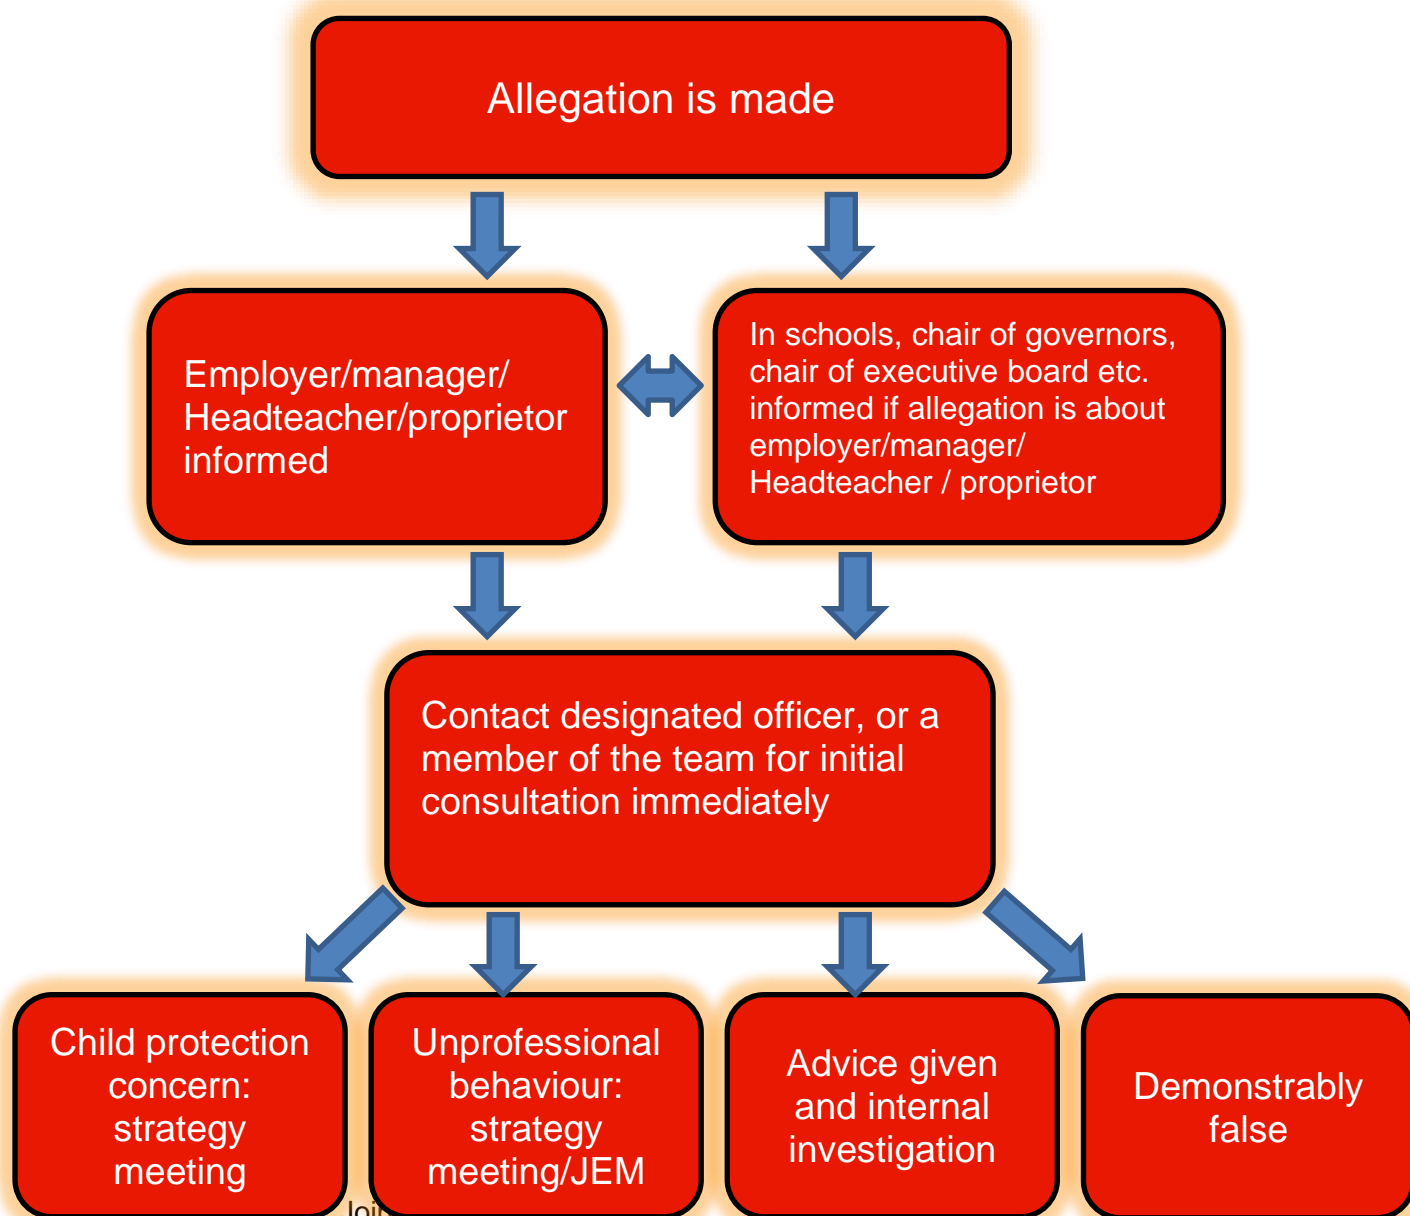 Allegation is made
Employer/manager/
Headteacher/proprietor
informed
In schools, chair of governors,
chair of executive board etc.
informed if allegation is about
employer/manager/
Headteacher / proprietor
Contact designated officer, or a
member of the team for initial
consultation immediately
Child protection
concern:
strategy
meeting
Unprofessional
behaviour:
strategy
meeting/JEM
Advice given
and internal
investigation
Demonstrably
false